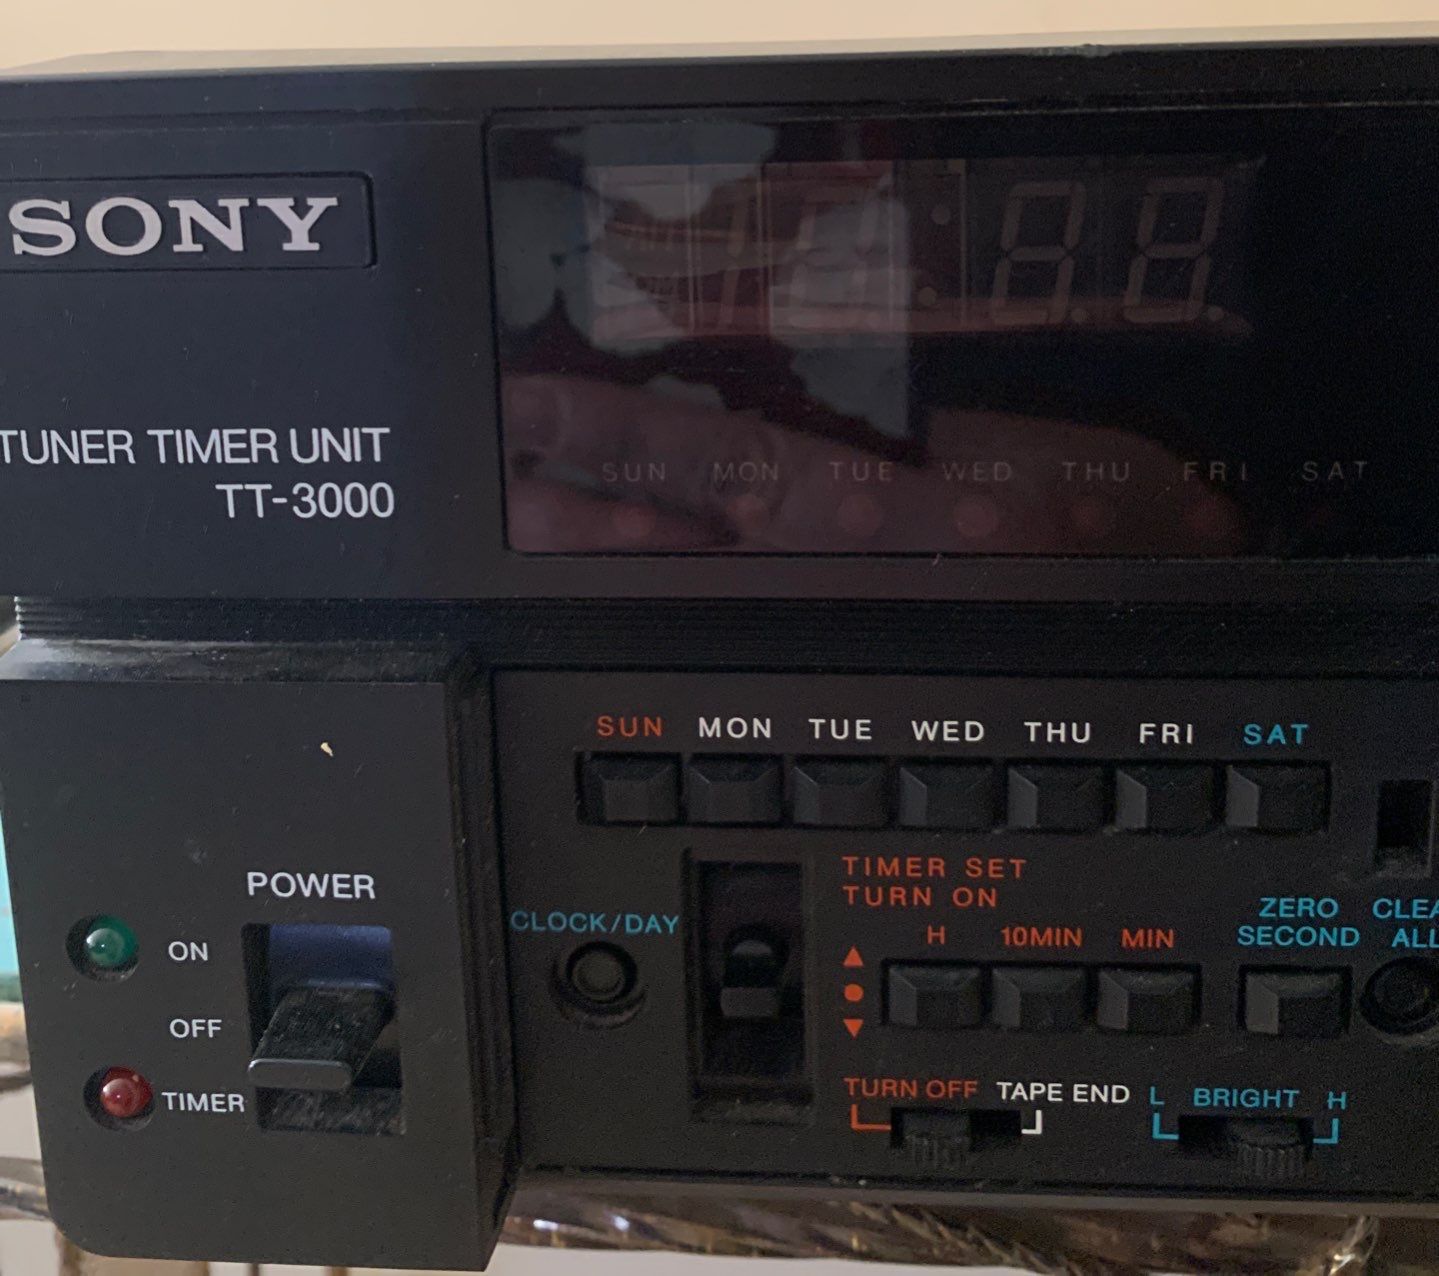 SONY
TUNER TIMER UNIT
TT-3000
SUN MON TUE WED THU FRI SAT
SUN MON TUE WED THU FRI SAT
POWER
ON
OFF
TIMER
CLOCK/DAY
TIMER SET
TURN ON
H 10MIN MIN
ZERO
SECOND
ALL
TURN OFF TAPE END
L BRIGHT H